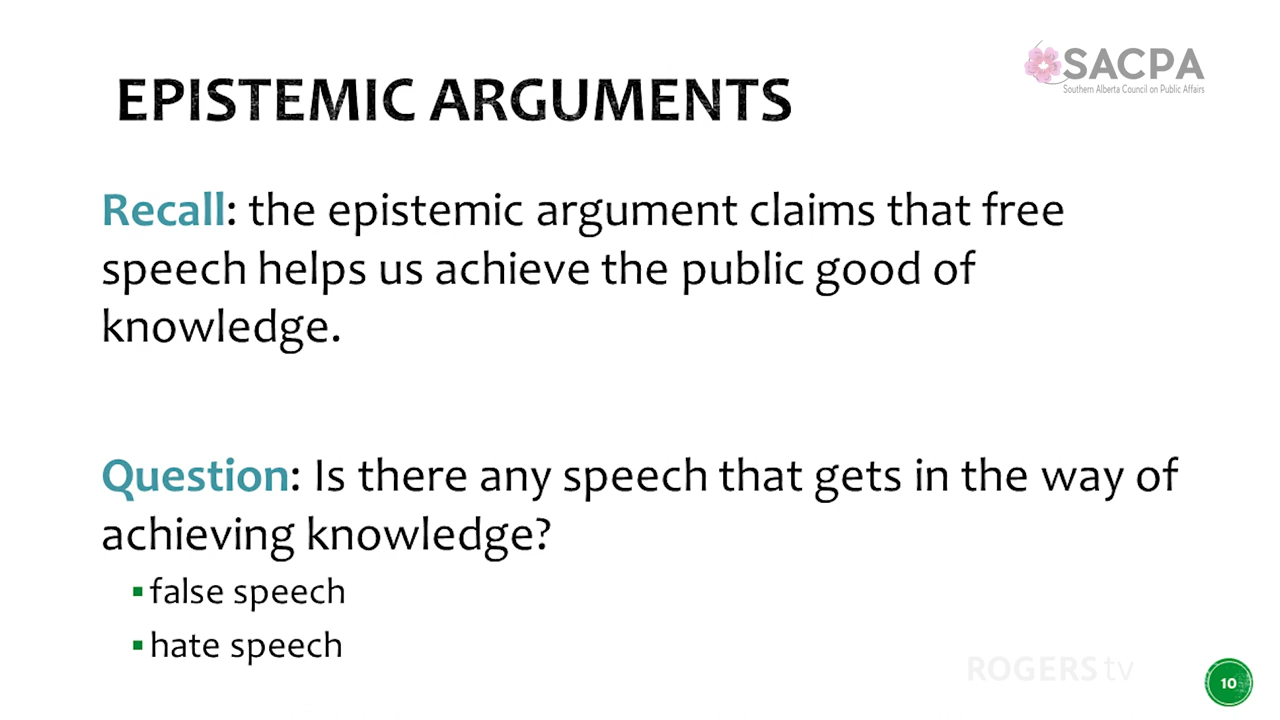 SACPA
Southern Alberta Council on Public Affairs
EPISTEMIC ARGUMENTS
Recall: the epistemic argument claims that free
speech helps us achieve the public good of
knowledge.
Question: Is there any speech that gets in the way of
achieving knowledge?
▪false speech
▪hate speech
ROGERS tv
10